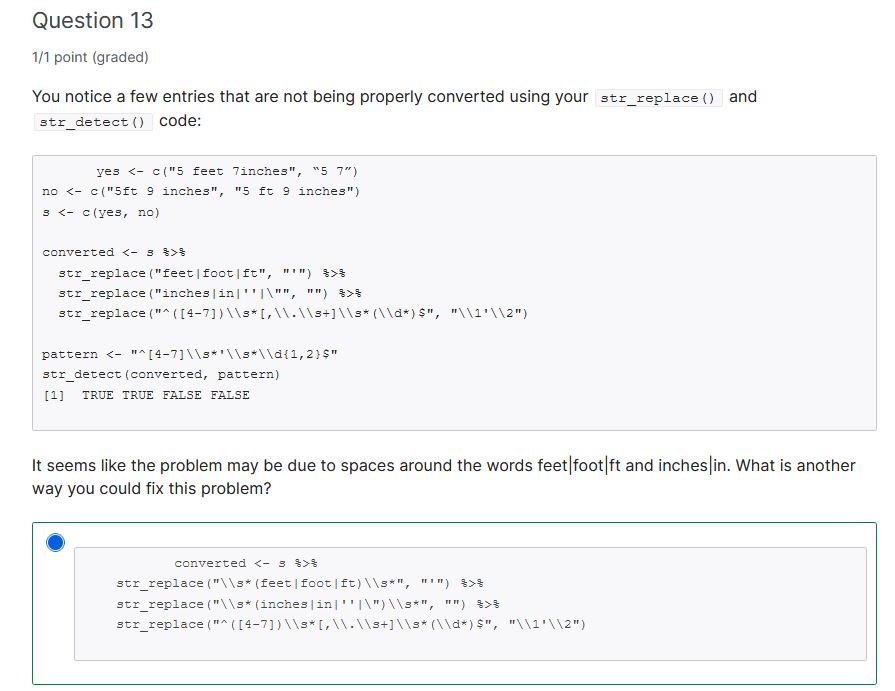 Question 13
1/1 point (graded)
You notice a few entries that are not being properly converted using your str_replace() and
str_detect() code:
yes <- c("5 feet 7inches", “5 7”)
no <- c("5ft 9 inches", "5 ft 9 inches")
s <- c(yes, no)
converted <- s %>%
str_replace("feet|foot|ft", "'") %>%
str_replace("inches|in|''|\"", "") %>%
str_replace("^([4-7])\\s*[,\\.\\s+]\\s*(\\d*)$", "\\1'\\2")
pattern <- "^[4-7]\\s*'\\s*\\d{1,2}$"
str_detect(converted, pattern)
[1]  TRUE TRUE FALSE FALSE
It seems like the problem may be due to spaces around the words feet|foot|ft and inches|in. What is another
way you could fix this problem?
converted <- s %>%
str_replace("\\s*(feet|foot|ft)\\s*", "'") %>%
str_replace("\\s*(inches|in|''|\")\\s*", "") %>%
str_replace("^([4-7])\\s*[,\\.\\s+]\\s*(\\d*)$", "\\1'\\2")